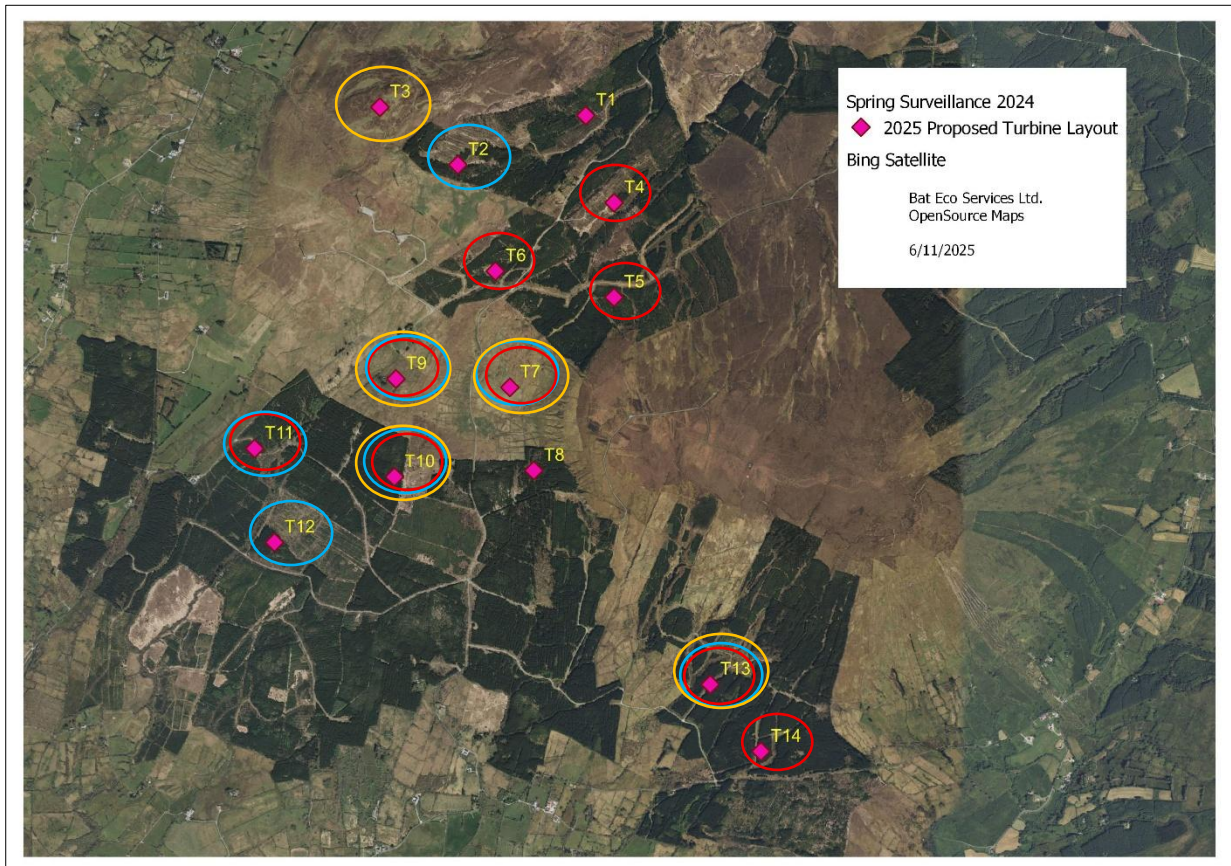 Spring Surveillance 2024
2025 Proposed Turbine Layout
Bing Satellite
Bat Eco Services Ltd.
OpenSource Maps
6/11/2025
T3
T1
T2
T4
T6
T5
T9
T7
T11
T10
T8
T12
T13
T14